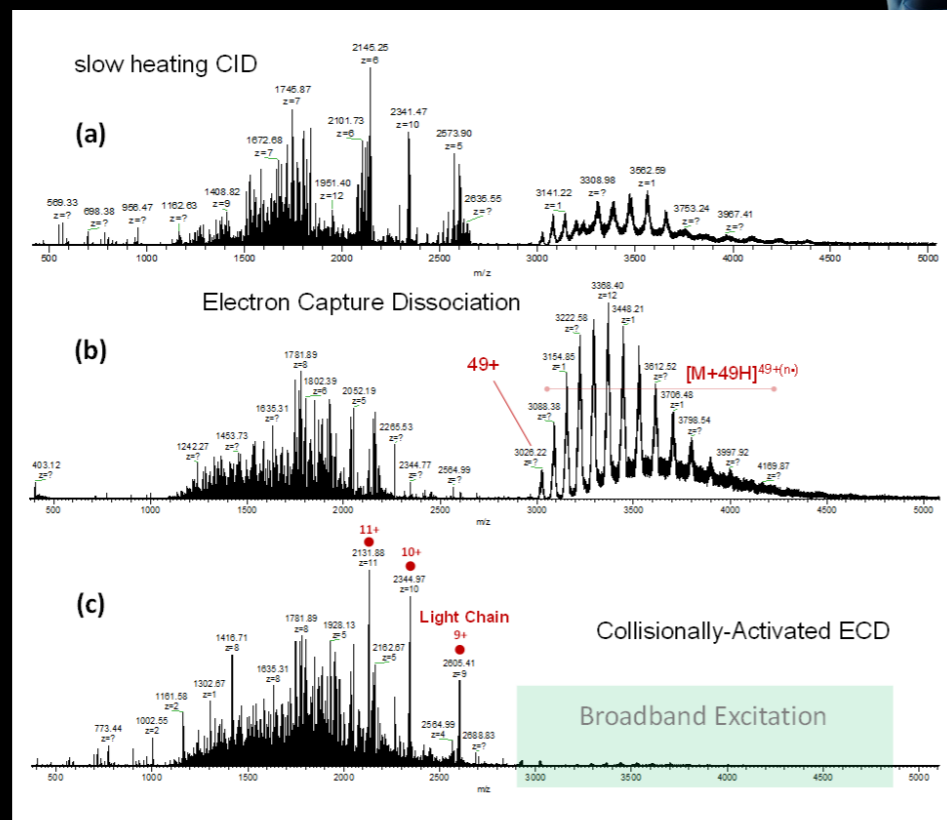 slow heating CID
(a)
569.33
z=?
698.38
z=?
956.47
z=?
1162.63
z=?
1408.82
z=9
1672.68
z=7
1745.87
z=7
1951.40
z=12
2101.73
z=6
2145.25
z=6
2341.47
z=10
2573.90
z=5
2635.55
z=?
3141.22
z=1
3308.98
z=?
3562.59
z=1
3753.24
z=?
3967.41
z=?
500 1000 1500 2000 2500 3000 3500 4000 4500 5000
m/z
Electron Capture Dissociation
(b)
403.12
z=?
1242.27
z=?
1453.73
z=?
1635.31
z=?
1781.89
z=8
1802.39
z=6
2052.19
z=5
2265.53
z=?
2344.77
z=?
2564.99
z=?
49+
3026.22
z=?
3088.38
z=?
3154.85
z=1
3222.58
z=?
3368.40
z=12
3448.21
z=1
3612.52
z=?
[M+49H]49+(n•)
3706.48
z=1
3798.54
z=?
3997.92
z=?
4169.87
z=?
500 1000 1500 2000 2500 3000 3500 4000 4500 5000
m/z
(c)
773.44
z=?
1002.55
z=2
1161.58
z=2
1302.67
z=1
1416.71
z=8
1635.31
z=8
1781.89
z=8
1928.13
z=5
11+
2131.88
z=11
2162.67
z=5
10+
2344.97
z=10
Light Chain
9+
2605.41
z=9
2564.99
z=4
2688.83
z=?
Collisionally-Activated ECD
Broadband Excitation
500 1000 1500 2000 2500 3000 3500 4000 4500 5000
m/z